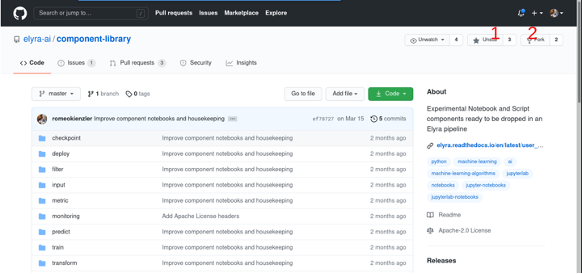 Search or jump to... /
Pull requests Issues Marketplace Explore
1 2
elyra-ai / component-library
Unwatch 4 3 Fork 2
Code Issues 1 Pull requests 3 Security Insights
master 1 branch 0 tags Go to file Add file Code
romeokienzler Improve component notebooks and housekeeping on Mar 15 5 commits
checkpoint Improve component notebooks and housekeeping 2 months ago
deploy Improve component notebooks and housekeeping 2 months ago
filter Improve component notebooks and housekeeping 2 months ago
input Improve component notebooks and housekeeping 2 months ago
metric Improve component notebooks and housekeeping 2 months ago
monitoring Add Apache License headers 2 months ago
predict Improve component notebooks and housekeeping 2 months ago
train Improve component notebooks and housekeeping 2 months ago
transform Improve component notebooks and housekeeping 2 months ago
About
Experimental Notebook and Script
components ready to be dropped in an
Elyra pipeline
elyra.readthedocs.io/en/latest/user_...
python machine-learning ai
machine-learning-algorithms jupyterlab
notebooks jupyter-notebooks
jupyterlab-notebooks
Readme
Apache-2.0 License
Releases